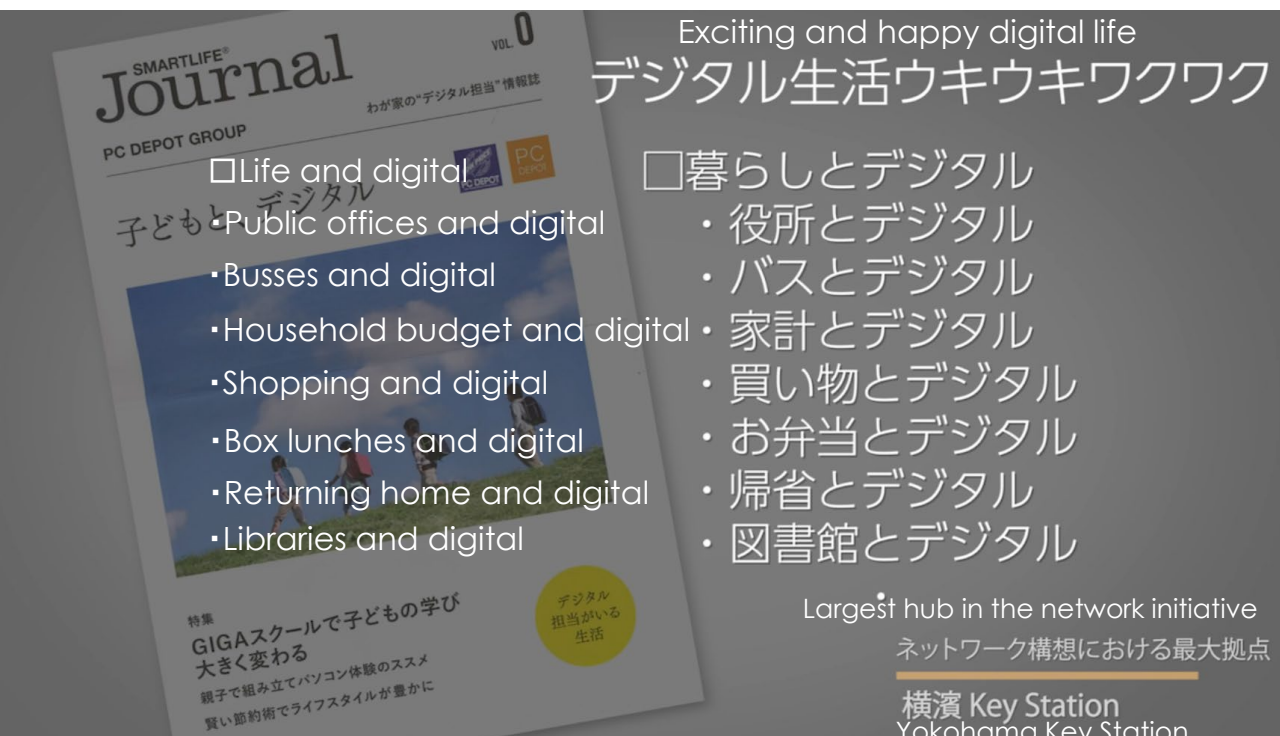 SMARTLIFE®
Journal
VOL. 0
わが家の“デジタル担当”情報誌
PC DEPOT GROUP
PC DEPOT
PC DEPOT
子どもと、デジタル
特集
GIGAスクールで子どもの学び
大きく変わる
親子で組み立てパソコン体験のススメ
賢い節約術でライフスタイルが豊かに
デジタル
担当がいる
生活
Exciting and happy digital life
デジタル生活ウキウキワクワク
□Life and digital
・Public offices and digital
・Busses and digital
・Household budget and digital
・Shopping and digital
・Box lunches and digital
・Returning home and digital
・Libraries and digital
□暮らしとデジタル
・役所とデジタル
・バスとデジタル
・家計とデジタル
・買い物とデジタル
・お弁当とデジタル
・帰省とデジタル
・図書館とデジタル
Largest hub in the network initiative
ネットワーク構想における最大拠点
横濱 Key Station
Yokohama Key Station